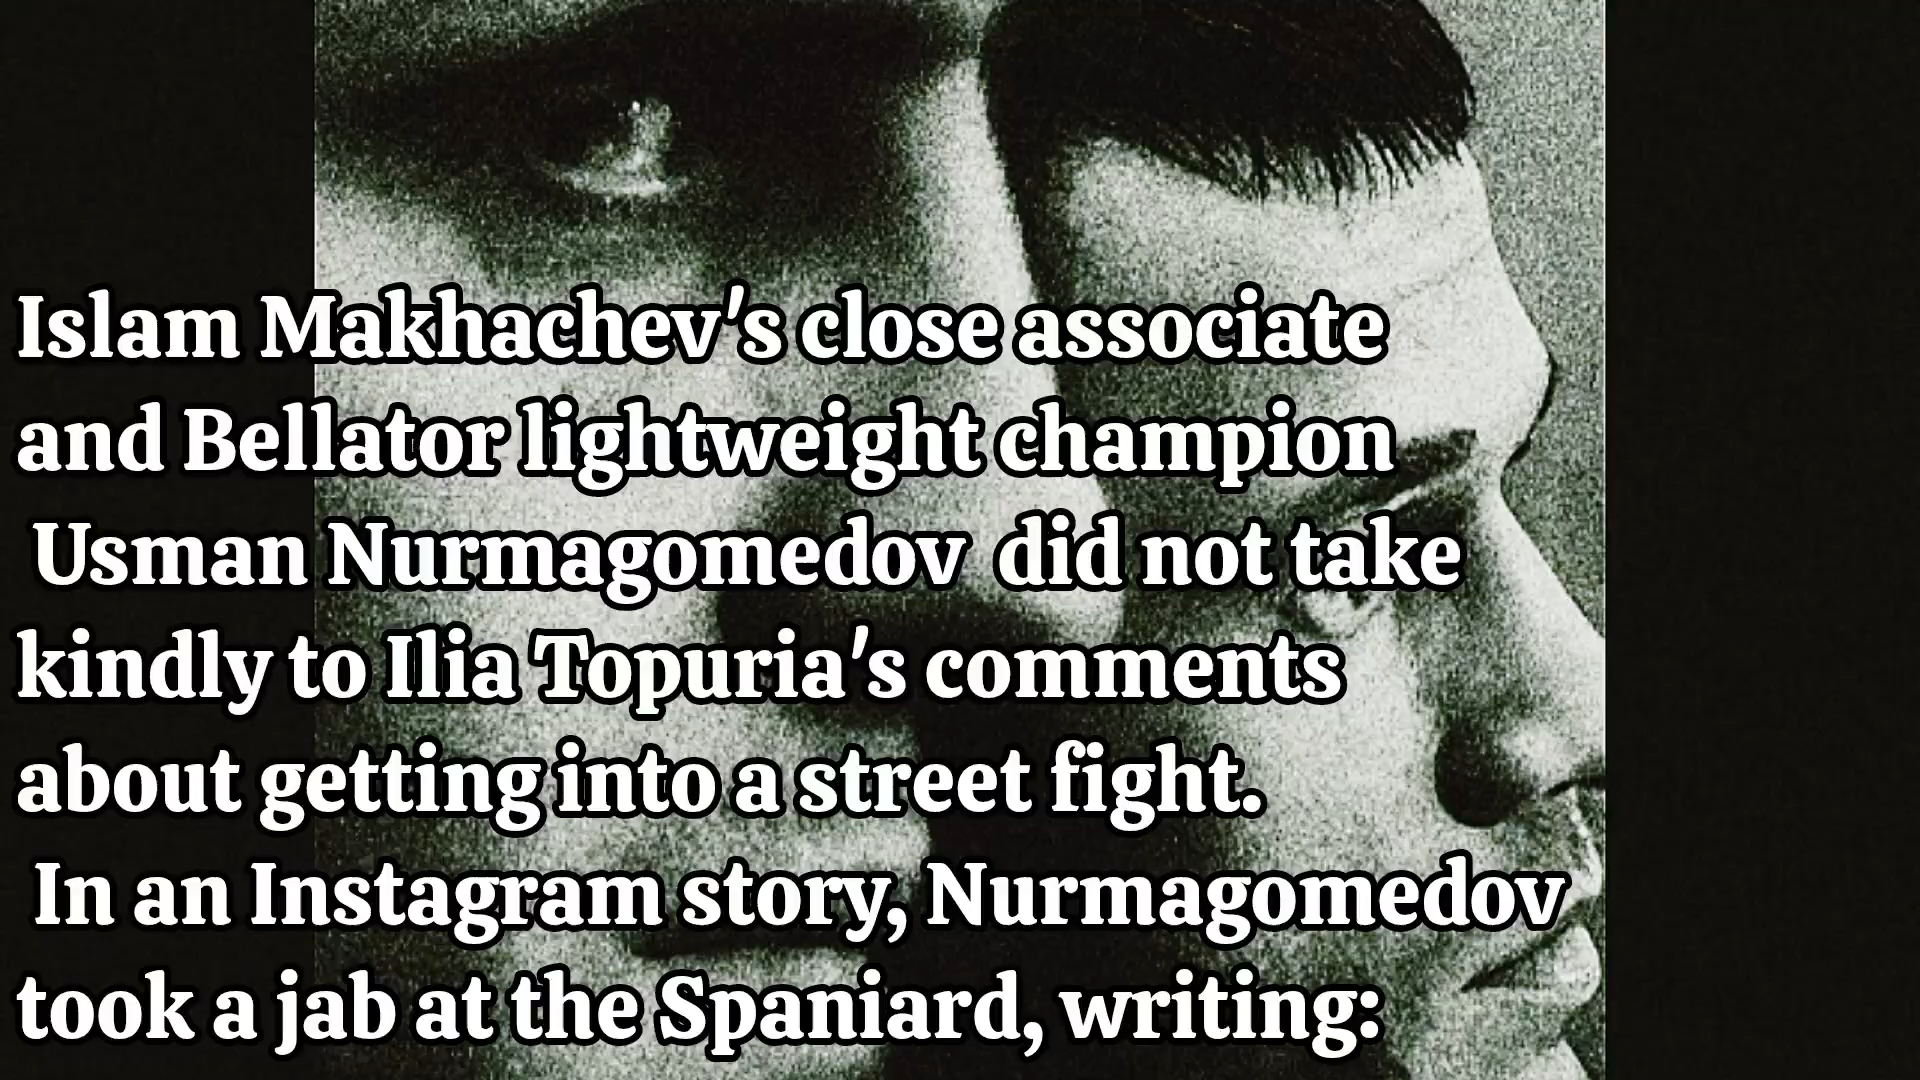 Islam Makhachev's close associate
and Bellator lightweight champion
Usman Nurmagomedov did not take
kindly to Ilia Topuria's comments
about getting into a street fight.
In an Instagram story, Nurmagomedov
took a jab at the Spaniard, writing: